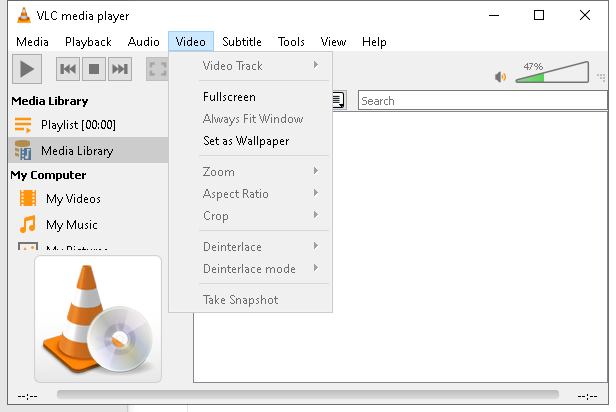 VLC media player
Media Playback Audio Video Subtitle Tools View Help
47%
Video Track
Fullscreen
Always Fit Window
Set as Wallpaper
Zoom
Aspect Ratio
Crop
Deinterlace
Deinterlace mode
Take Snapshot
Search
Media Library
Playlist [00:00]
Media Library
My Computer
My Videos
My Music
My Pictures
--:-- --:--